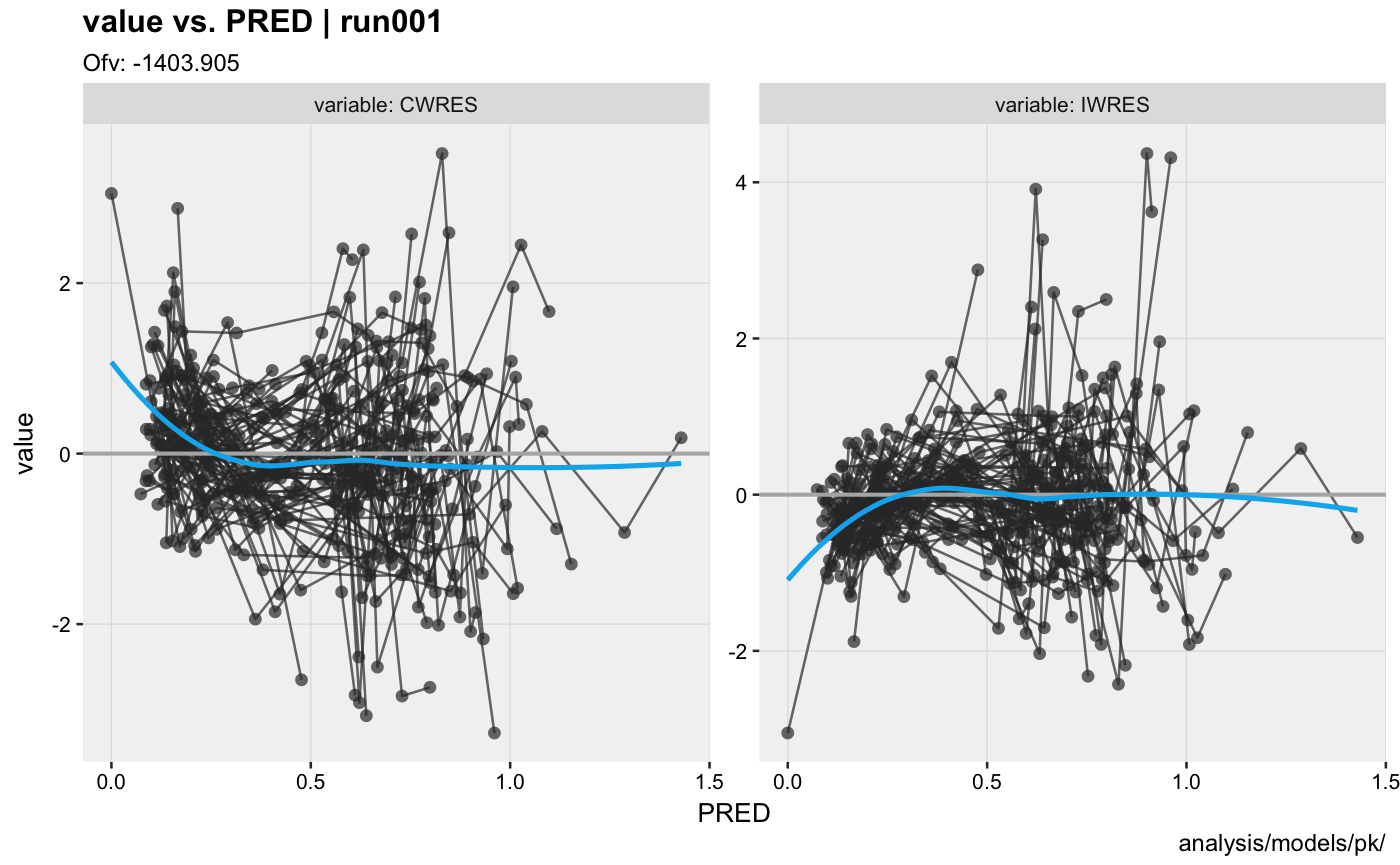 value vs. PRED | run001
Ofv: -1403.905
variable: CWRES
variable: IWRES
2
0
-2
4
2
0
-2
value
0.0 0.5 1.0 1.5
0.0 0.5 1.0 1.5
PRED
analysis/models/pk/